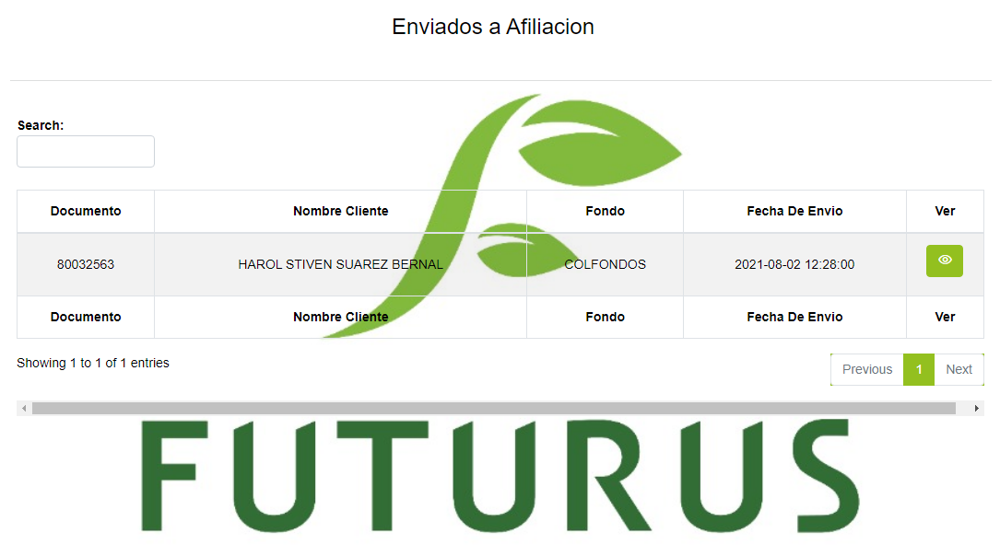 Enviados a Afiliacion
Search:
Documento Nombre Cliente Fondo Fecha De Envio Ver
80032563 HAROL STIVEN SUAREZ BERNAL COLFONDOS 2021-08-02 12:28:00
Documento Nombre Cliente Fondo Fecha De Envio Ver
Showing 1 to 1 of 1 entries
Previous 1 Next
FUTURUS